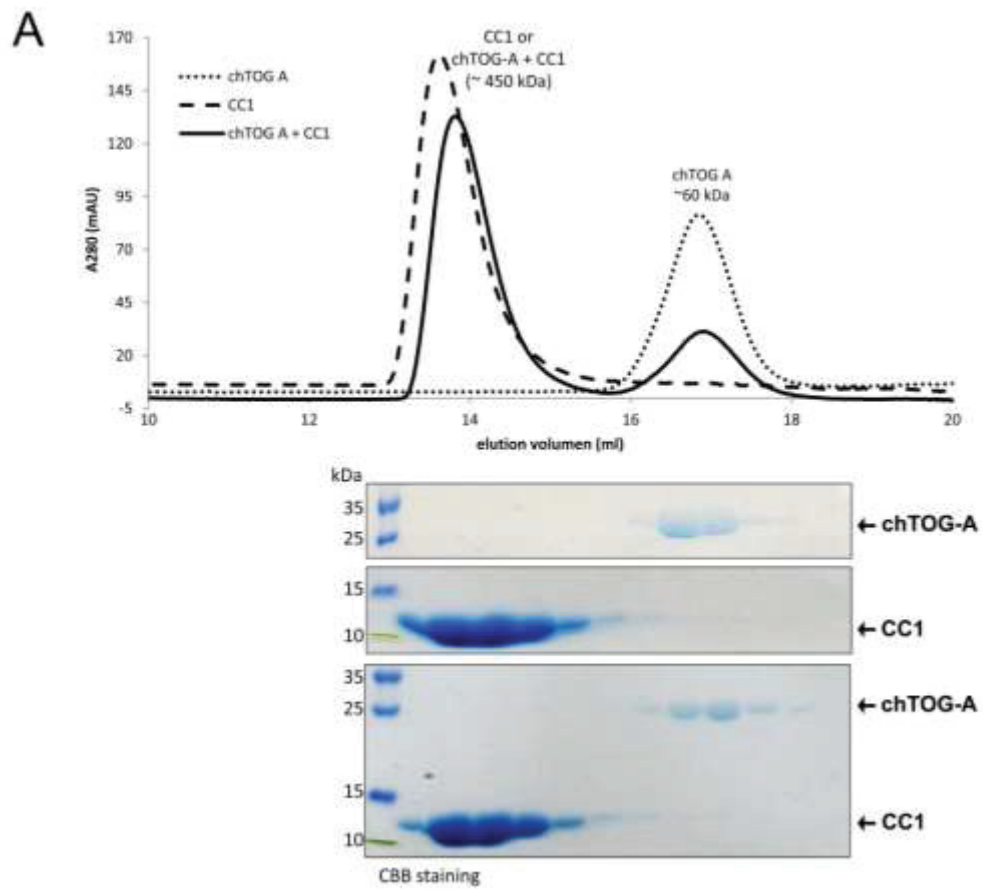 A
170
145
120
95
70
45
20
-5
A280 (mAU)
chTOG A
CC1
chTOG A + CC1
CC1 or
chTOG-A + CC1
(~ 450 kDa)
chTOG A
~60 kDa
10 12 14 16 18 20
elution volumen (ml)
kDa
35
25
← chTOG-A
15
10
← CC1
35
25
← chTOG-A
15
10
← CC1
CBB staining